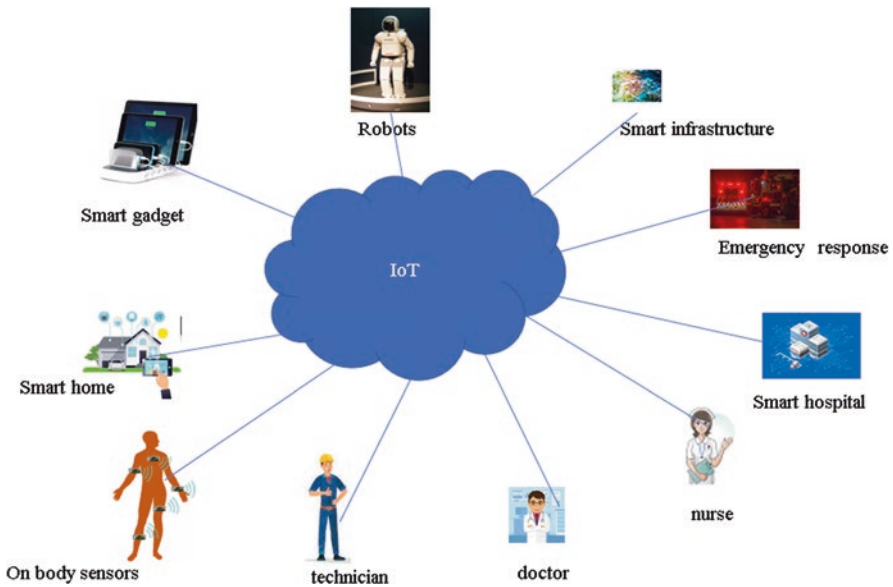 Robots
Smart infrastructure
Smart gadget
Emergency response
IoT
Smart home
Smart hospital
nurse
On body sensors
technician
doctor